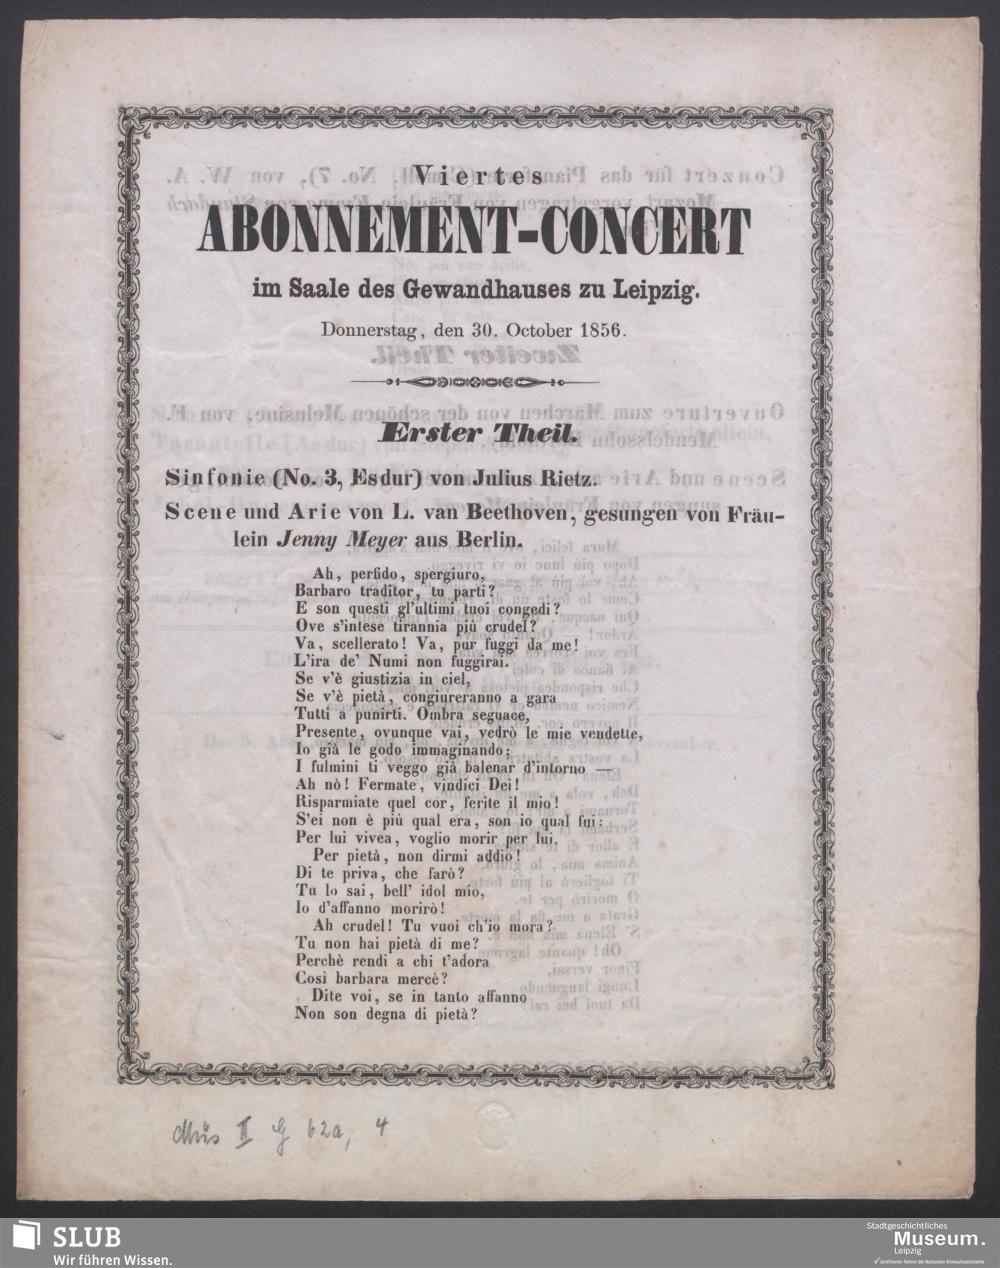 Viertes
ABONNEMENT-CONCERT
im Saale des Gewandhauses zu Leipzig.
Donnerstag, den 30. October 1856.
Erster Theil.
Sinfonie (No. 3, Esdur) von Julius Rietz.
Scene und Arie von L. van Beethoven, gesungen von Fräu-
lein Jenny Meyer aus Berlin.
Ah, perfido, spergiuro,
Barbaro traditor, tu parti?
E son questi gl'ultimi tuoi congedi?
Ove s'intese tirannia più crudel?
Va, scellerato! Va, pur fuggi da me!
L'ira de' Numi non fuggirai.
Se v'è giustizia in ciel,
Se v'è pietà, congiureranno a gara
Tutti a punirti. Ombra seguace,
Presente, ovunque vai, vedrò le mie vendette,
Io già le godo immaginando;
I fulmini ti veggo già balenar d'intorno —
Ah nò! Fermate, vindici Dei!
Risparmiate quel cor, ferite il mio!
S'ei non è più qual era, son io qual fui:
Per lui vivea, voglio morir per lui.
Per pietà, non dirmi addio!
Di te priva, che farò?
Tu lo sai, bell' idol mio,
Io d'affanno morirò!
Ah crudel! Tu vuoi ch'io mora?
Tu non hai pietà di me?
Perchè rendi a chi t'adora
Così barbara mercè?
Dite voi, se in tanto affanno
Non son degna di pietà?
Mus II G 62a, 4
SLUB
Wir führen Wissen.
Stadtgeschichtliches
Museum.
Leipzig
Zertifizierter Partner der Nationalen Klimaschutzinitiative